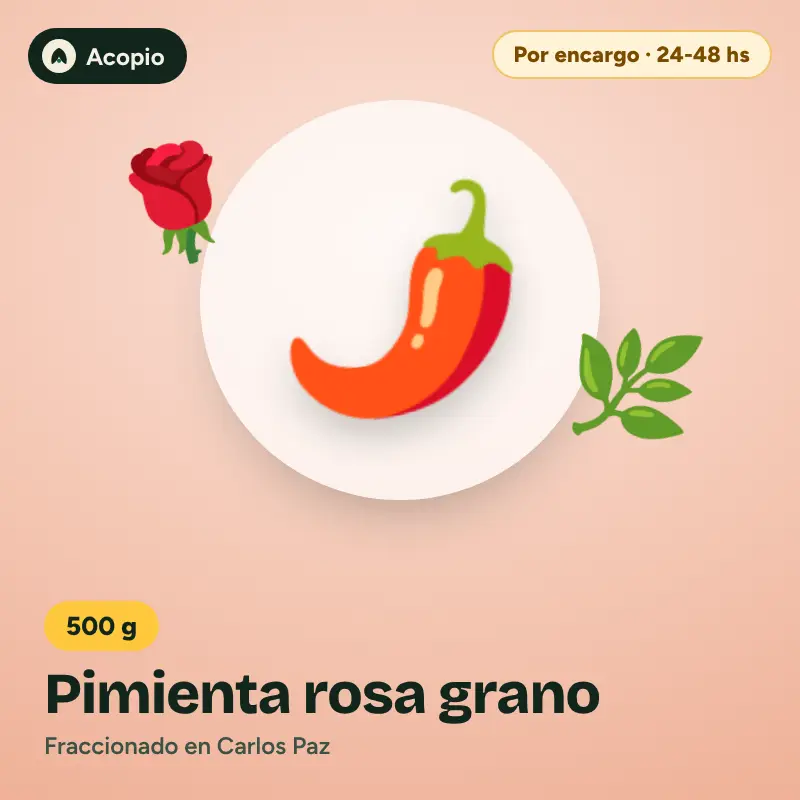 Acopio
Por encargo · 24-48 hs
500 g
Pimienta rosa grano
Fraccionado en Carlos Paz